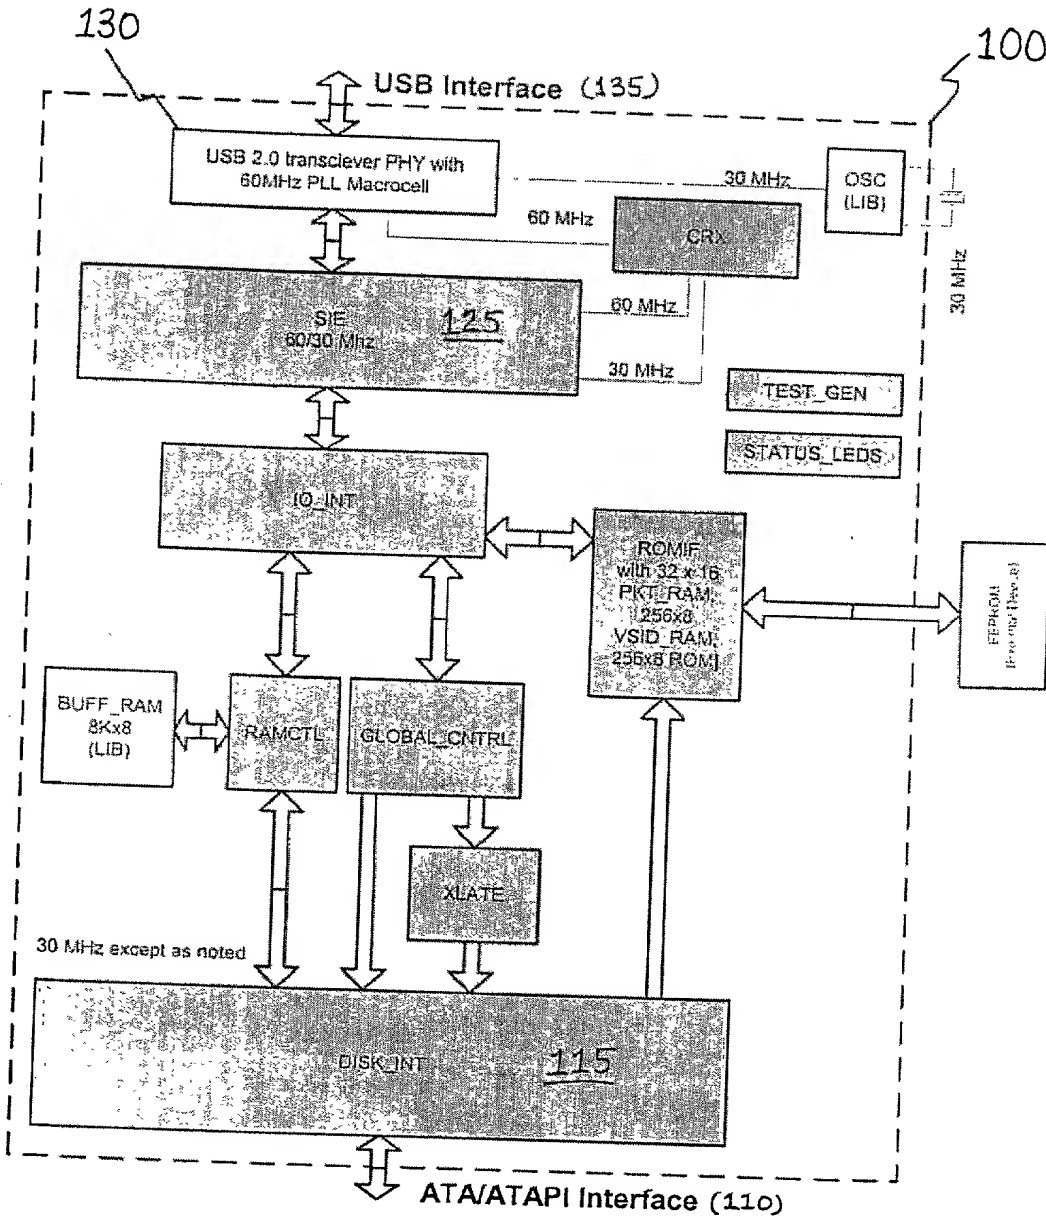 130
100
USB Interface (135)
USB 2.0 transciever PHY with
60MHz PLL Macrocell
30 MHz
OSC
(LIB)
60 MHz
CRX
30 MHz
SIE
60/30 Mhz
125
60 MHz
30 MHz
TEST_GEN
STATUS_LEDS
IO_INT
ROMIF
with 32 x 16
PKT_RAM,
256x8
VSID_RAM,
256x8 ROM
EEPROM
BUFF_RAM
8Kx8
(LIB)
RAMCTL
GLOBAL_CNTRL
XLATE
30 MHz except as noted
DISK_INT
115
ATA/ATAPI Interface (110)